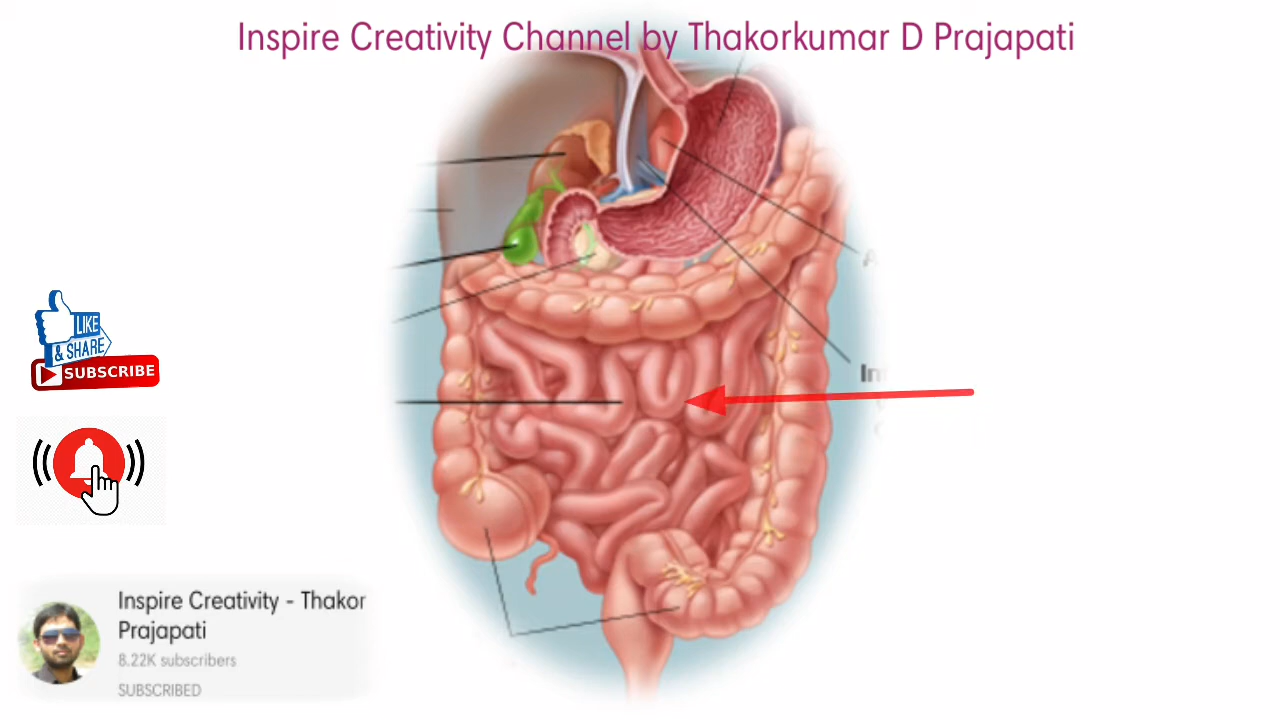 Inspire Creativity Channel by Thakorkumar D Prajapati
LIKE
& SHARE
SUBSCRIBE
Inspire Creativity - Thakor
Prajapati
8.22K subscribers
SUBSCRIBED